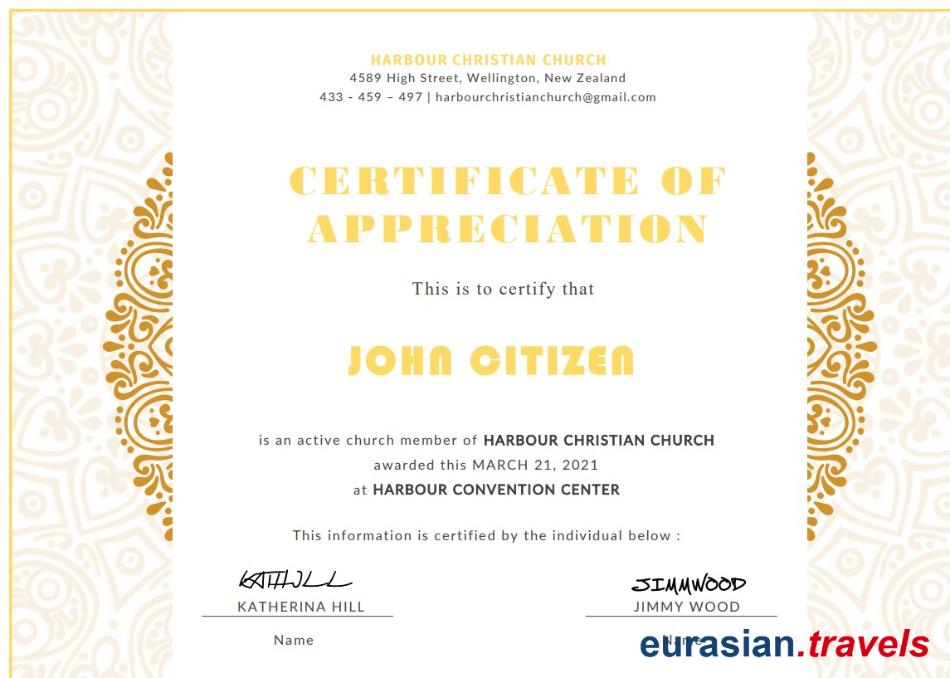 HARBOUR CHRISTIAN CHURCH
4589 High Street, Wellington, New Zealand
433 - 459 – 497 | harbourchristianchurch@gmail.com
CERTIFICATE OF
APPRECIATION
This is to certify that
JOHN CITIZEN
is an active church member of HARBOUR CHRISTIAN CHURCH
awarded this MARCH 21, 2021
at HARBOUR CONVENTION CENTER
This information is certified by the individual below :
KATHILL JIMMWOOD
KATHERINA HILL JIMMY WOOD
Name Name
eurasian.travels